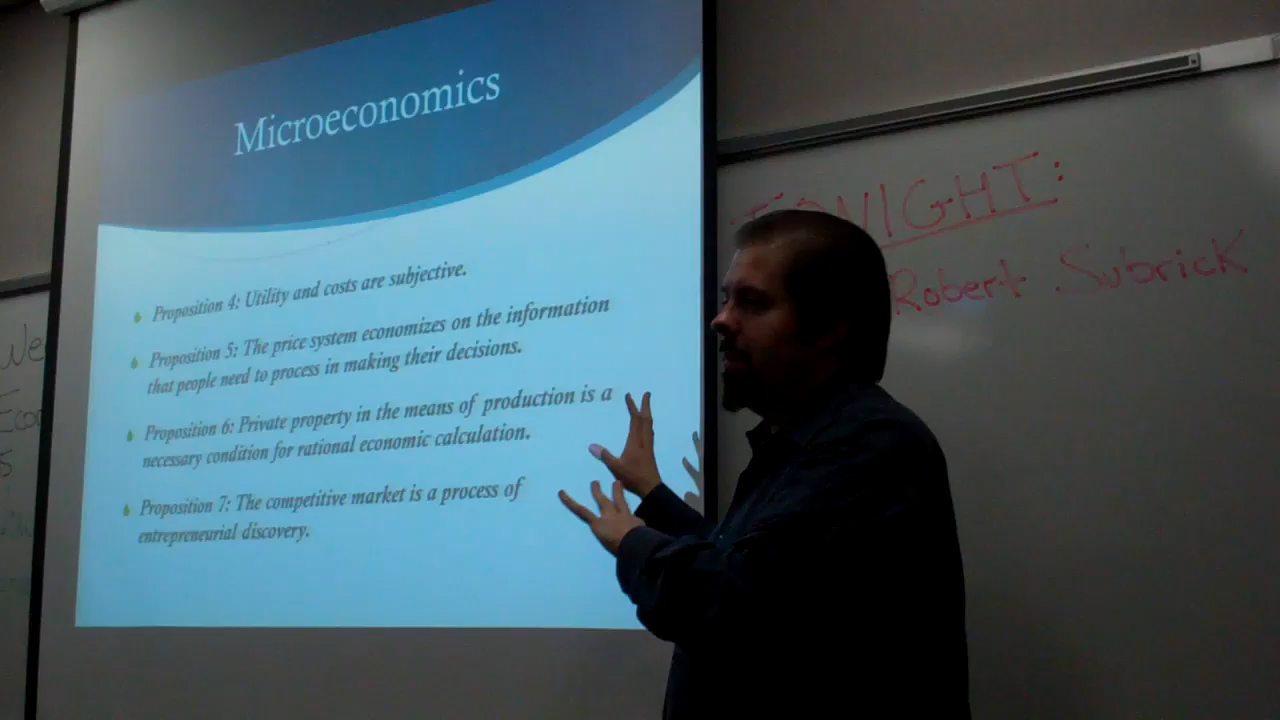 Microeconomics
Proposition 4: Utility and costs are subjective.
Proposition 5: The price system economizes on the information
that people need to process in making their decisions.
Proposition 6: Private property in the means of production is a
necessary condition for rational economic calculation.
Proposition 7: The competitive market is a process of
entrepreneurial discovery.
TONIGHT:
Robert Subrick
We